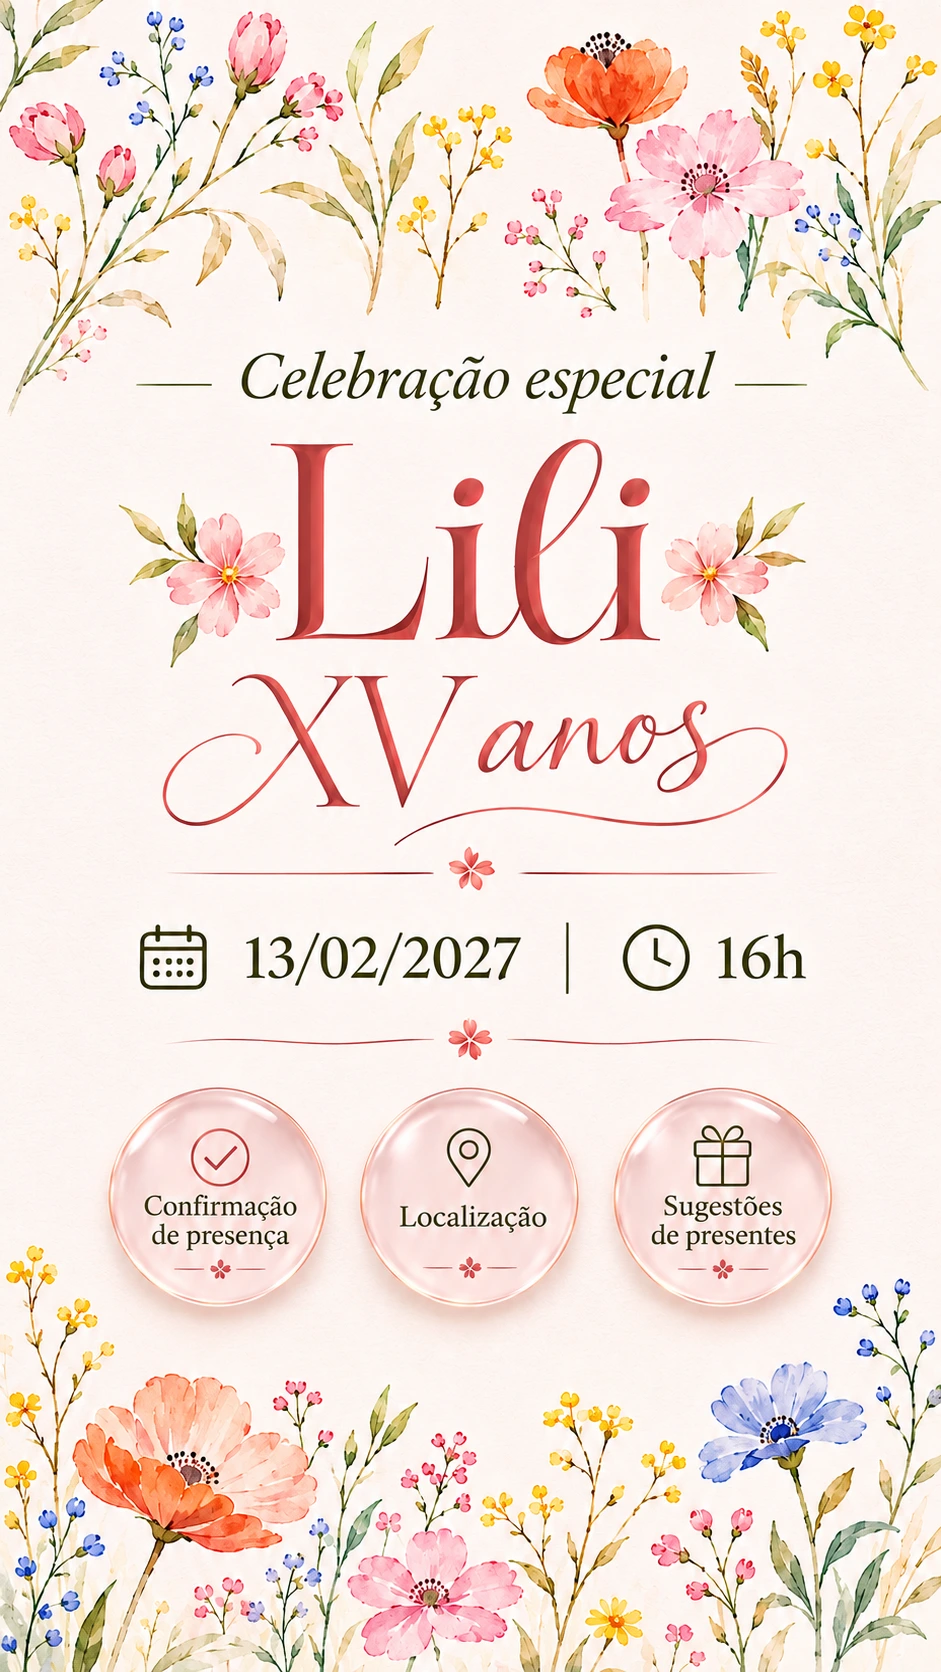 Celebração especial
Lili
XV anos
13/02/2027 | 16h
Confirmação
de presença
Localização
Sugestões
de presentes